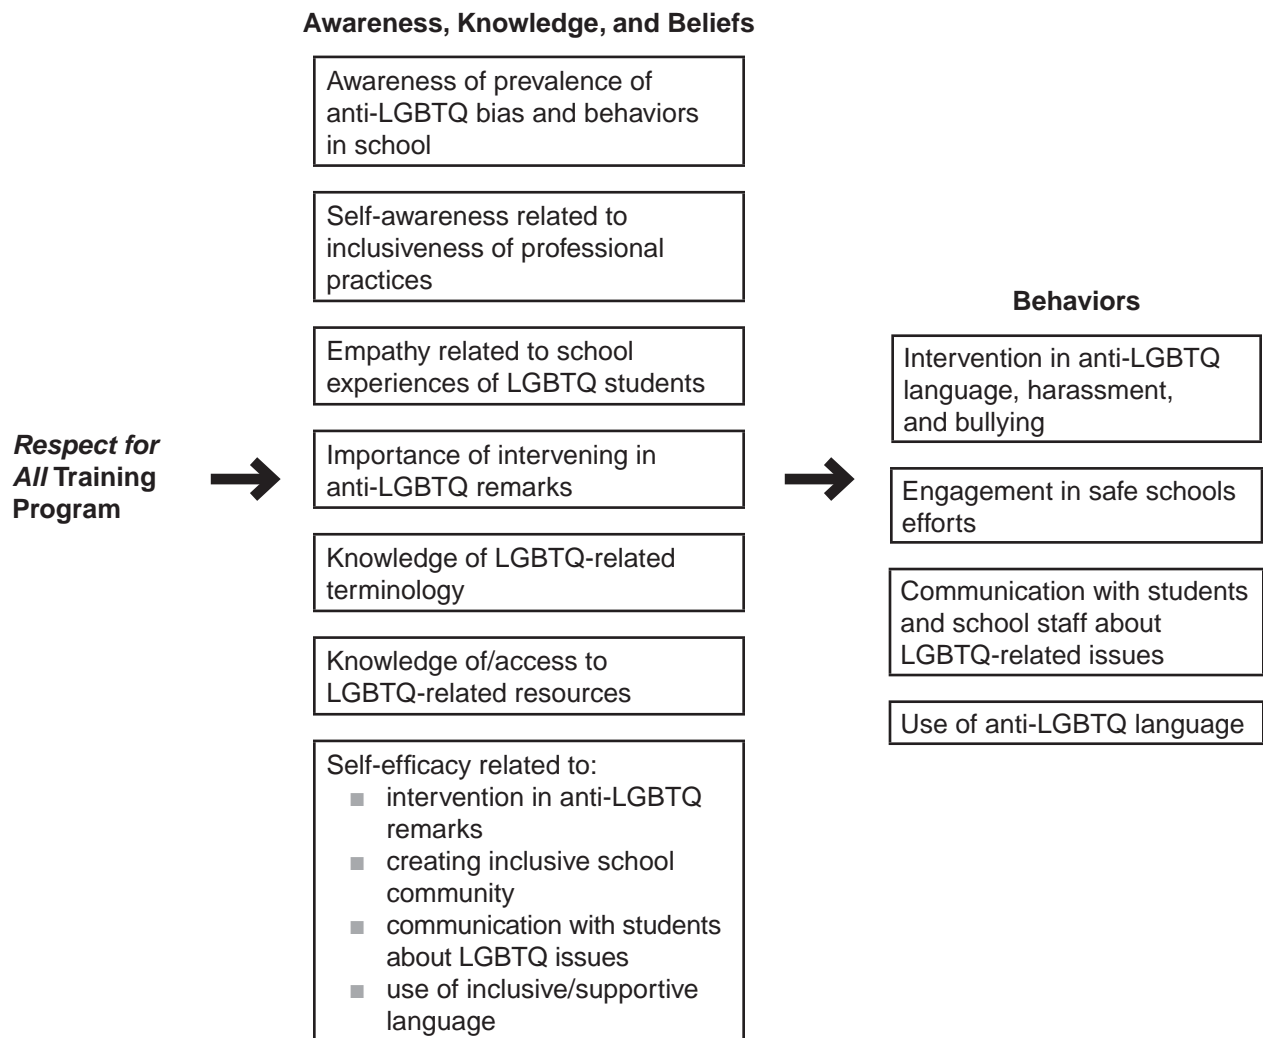 Awareness, Knowledge, and Beliefs
Awareness of prevalence of
anti-LGBTQ bias and behaviors
in school
Self-awareness related to
inclusiveness of professional
practices
Empathy related to school
experiences of LGBTQ students
Importance of intervening in
anti-LGBTQ remarks
Knowledge of LGBTQ-related
terminology
Knowledge of/access to
LGBTQ-related resources
Self-efficacy related to:
■ intervention in anti-LGBTQ
remarks
■ creating inclusive school
community
■ communication with students
about LGBTQ issues
■ use of inclusive/supportive
language
Respect for
All Training
Program
Behaviors
Intervention in anti-LGBTQ
language, harassment,
and bullying
Engagement in safe schools
efforts
Communication with students
and school staff about
LGBTQ-related issues
Use of anti-LGBTQ language